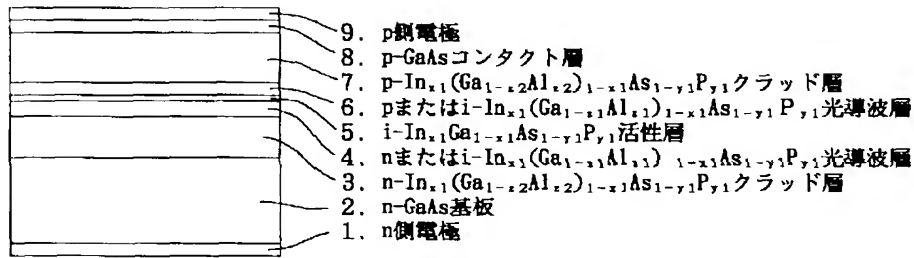 9. p側電極
8. p-GaAsコンタクト層
7. p-Inₓ₁(Ga₁₋z₂Alz₂)₁₋ₓ₁As₁₋y₁Py₁クラッド層
6. pまたはi-Inₓ₁(Ga₁₋z₁Alz₁)₁₋ₓ₁As₁₋y₁Py₁光導波層
5. i-Inₓ₁Ga₁₋ₓ₁As₁₋y₁Py₁活性層
4. nまたはi-Inₓ₁(Ga₁₋z₁Alz₁)₁₋ₓ₁As₁₋y₁Py₁光導波層
3. n-Inₓ₁(Ga₁₋z₂Alz₂)₁₋ₓ₁As₁₋y₁Py₁クラッド層
2. n-GaAs基板
1. n側電極